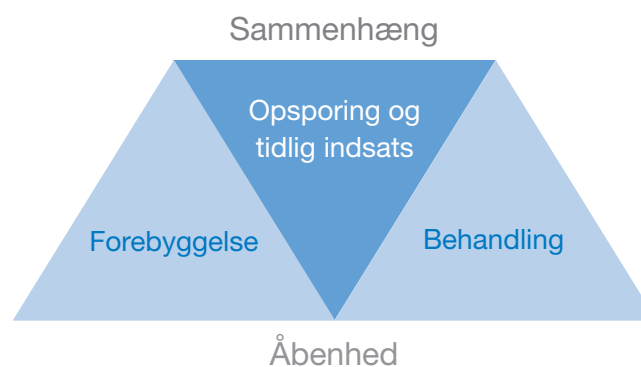 Sammenhæng
Opsporing og
tidlig indsats
Forebyggelse
Behandling
Åbenhed